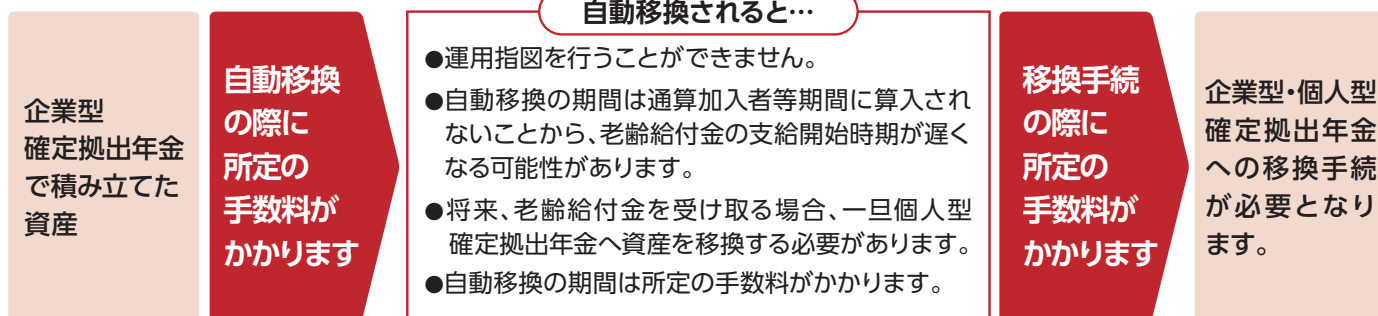 企業型
確定拠出年金
で積み立てた
資産
自動移換
の際に
所定の
手数料が
かかります
自動移換されると…
●運用指図を行うことができません。
●自動移換の期間は通算加入者等期間に算入され
ないことから、老齢給付金の支給開始時期が遅く
なる可能性があります。
●将来、老齢給付金を受け取る場合、一旦個人型
確定拠出年金へ資産を移換する必要があります。
●自動移換の期間は所定の手数料がかかります。
移換手続
の際に
所定の
手数料が
かかります
企業型・個人型
確定拠出年金
への移換手続
が必要となり
ます。